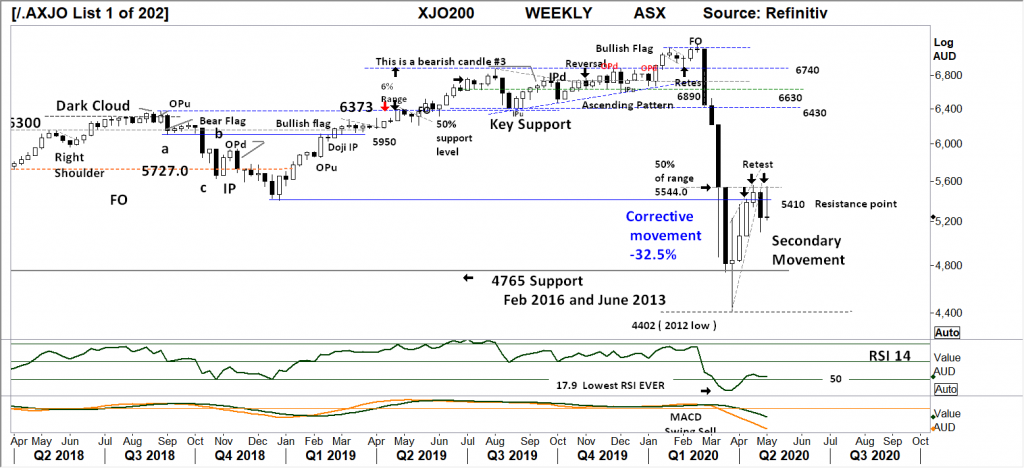 [/.AXJO List 1 of 202] XJO200 WEEKLY ASX Source: Refinitiv
Log
AUD
Bullish Flag
FO
This is a bearish candle #3
Reversal
OPd
OPd
6740
6,800
IPd
Retest
6%
Range
Dark Cloud
OPu
6373
FO
IPu
IPu
6890
6630
Ascending Pattern
6430
6,400
6300
Bear Flag
Bullish flag
50%
support
level
Key Support
a
b
OPd
Doji IP
5950
6,000
Right
Shoulder
OPu
5727.0
c
IP
FO
50%
of range
5544.0
Retest
5,600
5410 Resistance point
Corrective
movement
-32.5%
5,200
Secondary
Movement
4765 Support
Feb 2016 and June 2013
4,800
4402 ( 2012 low )
4,400
Auto
RSI 14
Value
AUD
Auto
17.9 Lowest RSI EVER
50
MACD
Swing Sell
Value
AUD
Apr May Jun Jul Aug Sep Oct Nov Dec Jan Feb Mar Apr May Jun Jul Aug Sep Oct Nov Dec Jan Feb Mar Apr May Jun Jul Aug Sep Oct
Q2 2018 Q3 2018 Q4 2018 Q1 2019 Q2 2019 Q3 2019 Q4 2019 Q1 2020 Q2 2020 Q3 2020